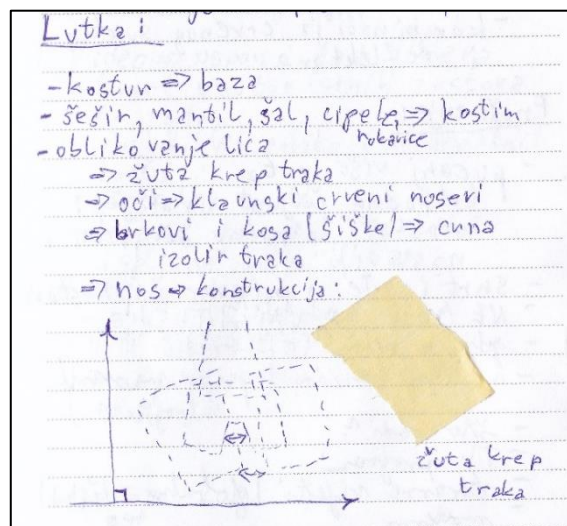 Lutka:
- kostur => baza
- šešir, mantil, šal, cipele, => kostim
rukavice
- oblikovanje lica
=> žuta krep traka
=> oči => klaunski crveni nosevi
=> brkovi i kosa (šiške) => crna
izolir traka
=> nos => konstrukcija:
žuta krep
traka